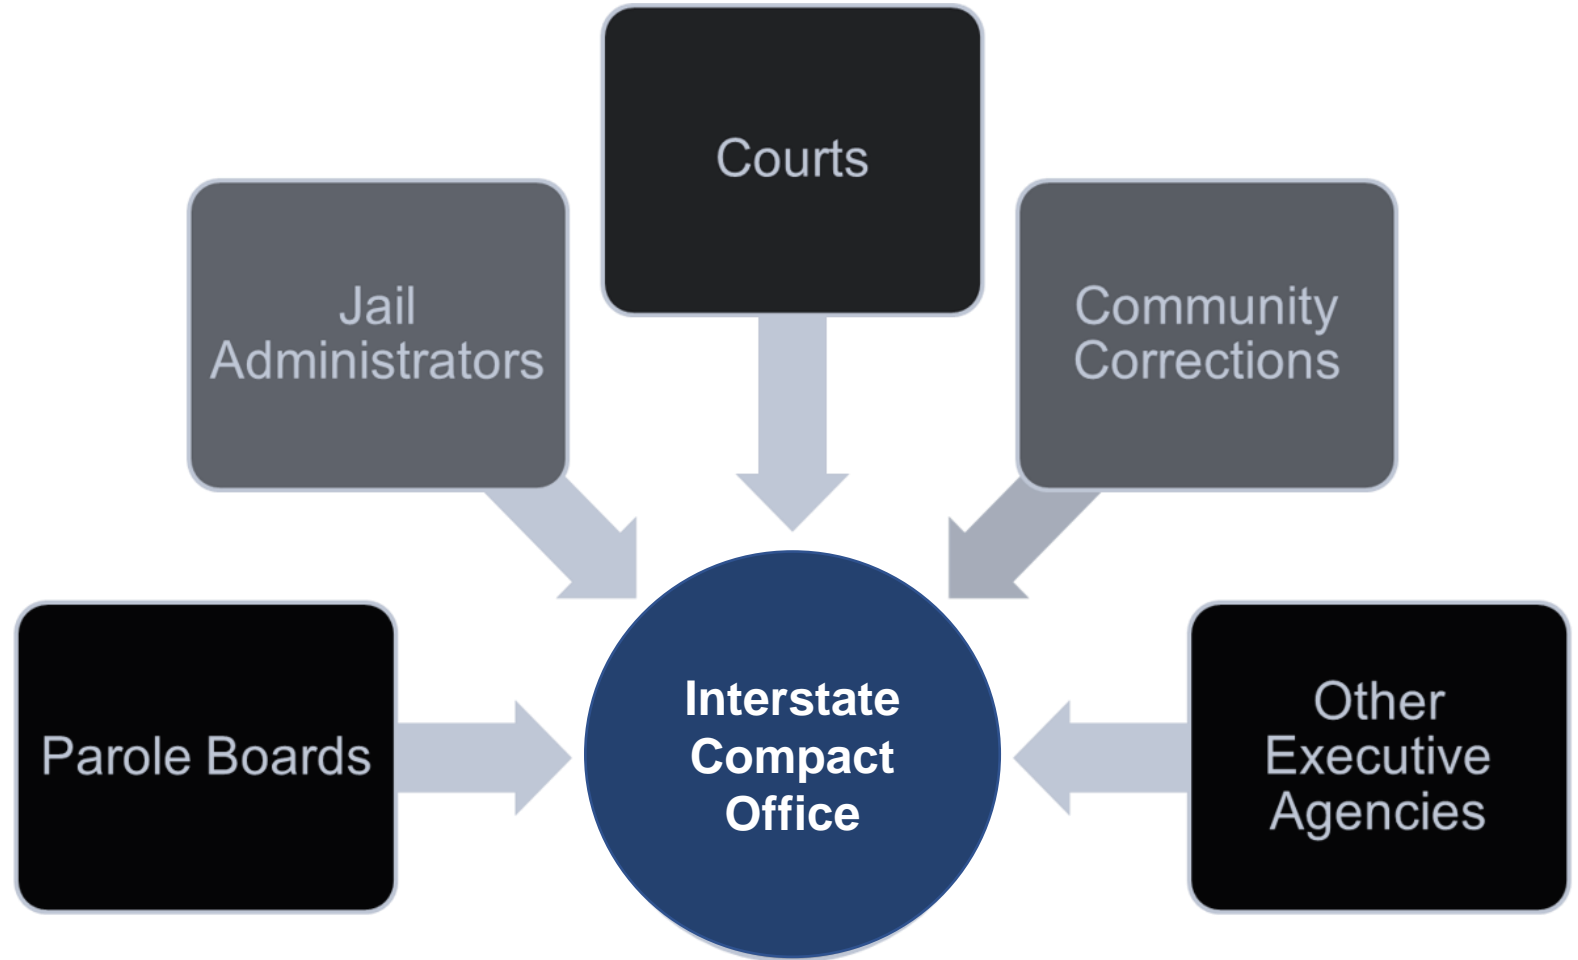 Courts
Jail
Administrators
Community
Corrections
Parole Boards
Interstate
Compact
Office
Other
Executive
Agencies